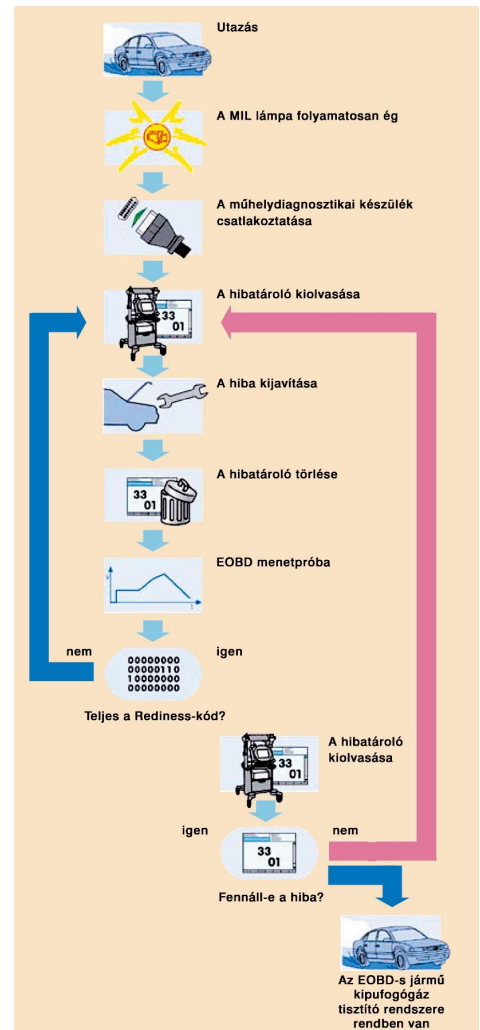 Utazás
A MIL lámpa folyamatosan ég
A műhelydiagnosztikai készülék
csatlakoztatása
A hibatároló kiolvasása
33
01
A hiba kijavítása
A hibatároló törlése
33
01
EOBD menetpróba
nem
igen
00000000
00000110
10000000
00000000
Teljes a Rediness-kód?
A hibatároló
kiolvasása
33
01
igen
nem
33
01
Fennáll-e a hiba?
Az EOBD-s jármű
kipufogógáz
tisztító rendszere
rendben van